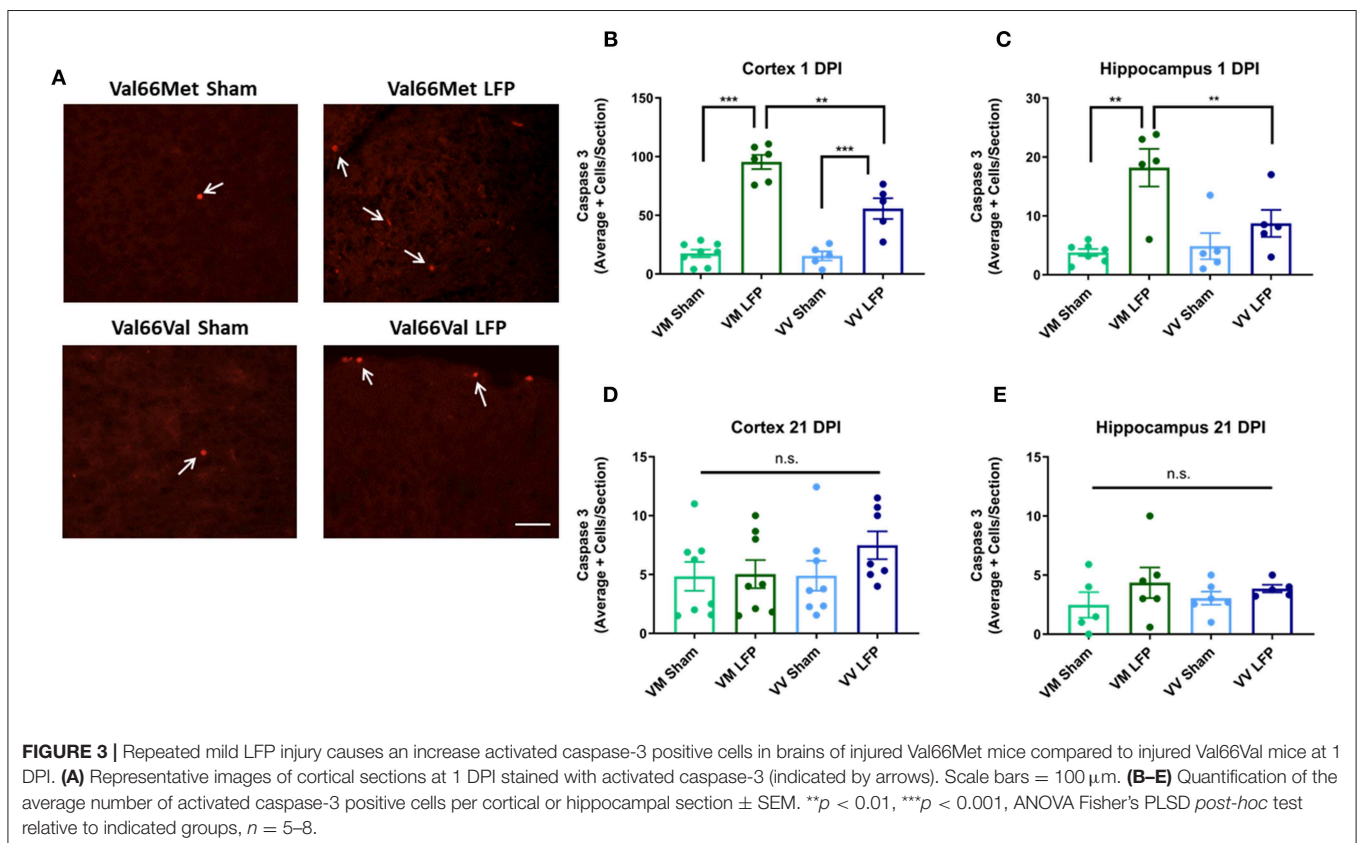 A
Val66Met Sham
Val66Met LFP
Val66Val Sham
Val66Val LFP
B
Cortex 1 DPI
Caspase 3
(Average + Cells/Section)
150
100
50
0
***
**
***
VM Sham
VM LFP
VV Sham
VV LFP
C
Hippocampus 1 DPI
Caspase 3
(Average + Cells/Section)
30
20
10
0
**
**
VM Sham
VM LFP
VV Sham
VV LFP
D
Cortex 21 DPI
Caspase 3
(Average + Cells/Section)
15
10
5
0
n.s.
VM Sham
VM LFP
VV Sham
VV LFP
E
Hippocampus 21 DPI
Caspase 3
(Average + Cells/Section)
15
10
5
0
n.s.
VM Sham
VM LFP
VV Sham
VV LFP
FIGURE 3 | Repeated mild LFP injury causes an increase activated caspase-3 positive cells in brains of injured Val66Met mice compared to injured Val66Val mice at 1
DPI. (A) Representative images of cortical sections at 1 DPI stained with activated caspase-3 (indicated by arrows). Scale bars = 100 μm. (B–E) Quantification of the
average number of activated caspase-3 positive cells per cortical or hippocampal section ± SEM. **p < 0.01, ***p < 0.001, ANOVA Fisher's PLSD post-hoc test
relative to indicated groups, n = 5–8.